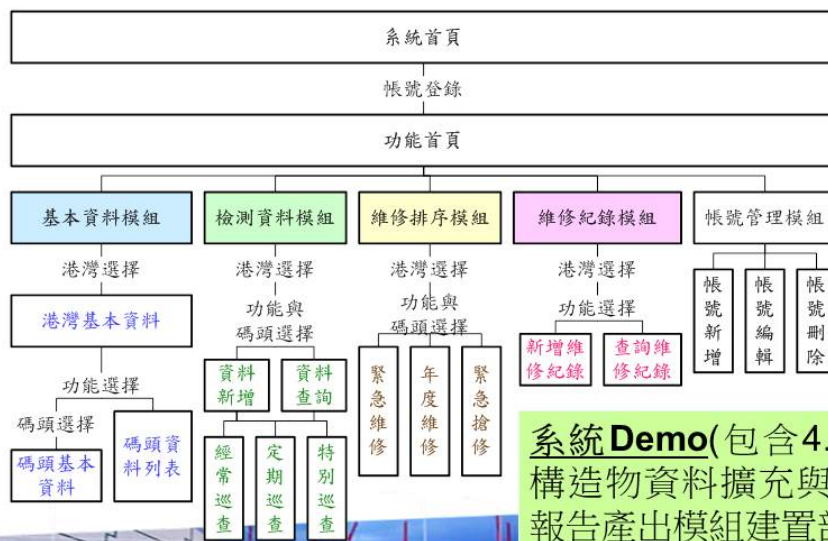 系統首頁
帳號登錄
功能首頁
基本資料模組
檢測資料模組
維修排序模組
維修紀錄模組
帳號管理模組
港灣選擇
港灣選擇
港灣選擇
港灣選擇
港灣基本資料
功能選擇
碼頭選擇
碼頭基本
資料
碼頭資
料列表
功能與
碼頭選擇
資料
新增
資料
查詢
經常巡查
定期巡查
特別巡查
功能與
碼頭選擇
緊急維修
年度維修
緊急搶修
功能選擇
新增維
修紀錄
查詢維
修紀錄
帳號新增
帳號編輯
帳號刪除
系統Demo(包含4.
構造物資料擴充與
報告產出模組建置